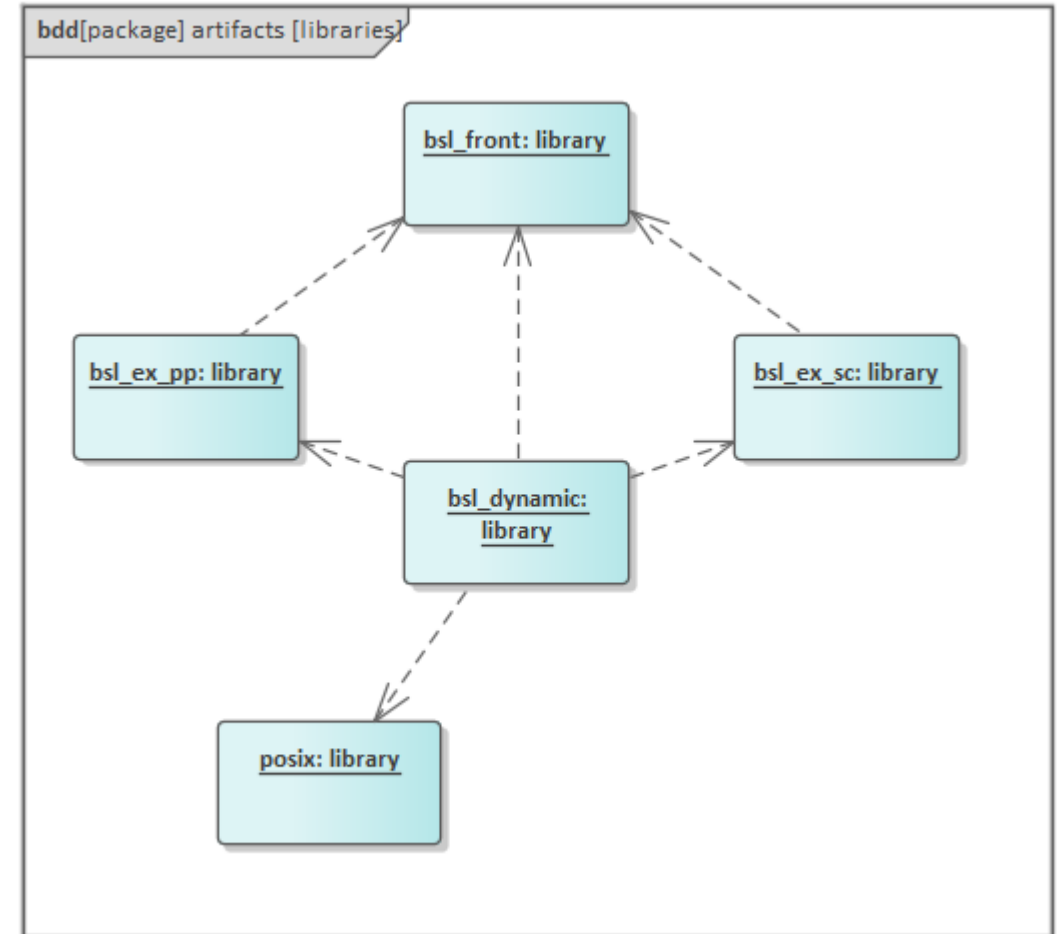 bdd[package] artifacts [libraries]
bsl_front: library
bsl_ex_pp: library
bsl_ex_sc: library
bsl_dynamic:
library
posix: library